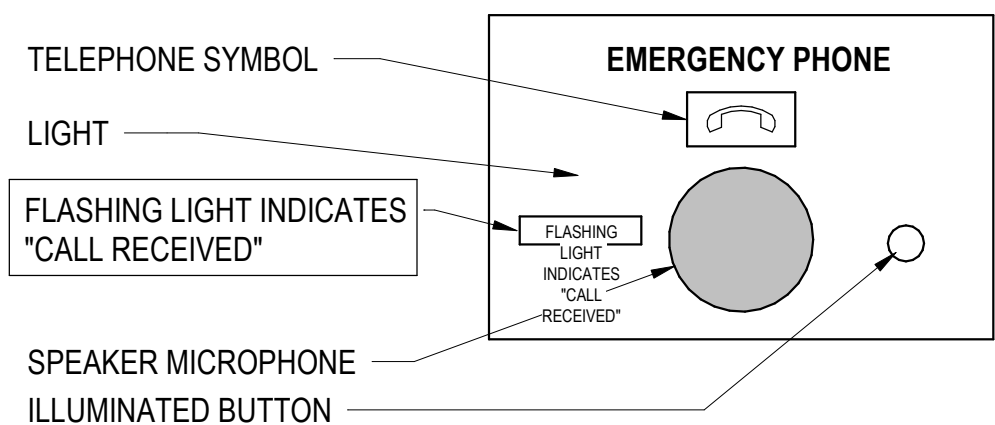 TELEPHONE SYMBOL
EMERGENCY PHONE
LIGHT
FLASHING LIGHT INDICATES
"CALL RECEIVED"
FLASHING
LIGHT
INDICATES
"CALL
RECEIVED"
SPEAKER MICROPHONE
ILLUMINATED BUTTON